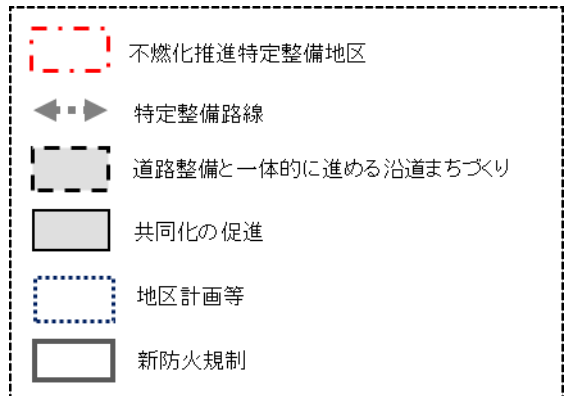 不燃化推進特定整備地区
特定整備路線
道路整備と一体的に進める沿道まちづくり
共同化の促進
地区計画等
新防火規制